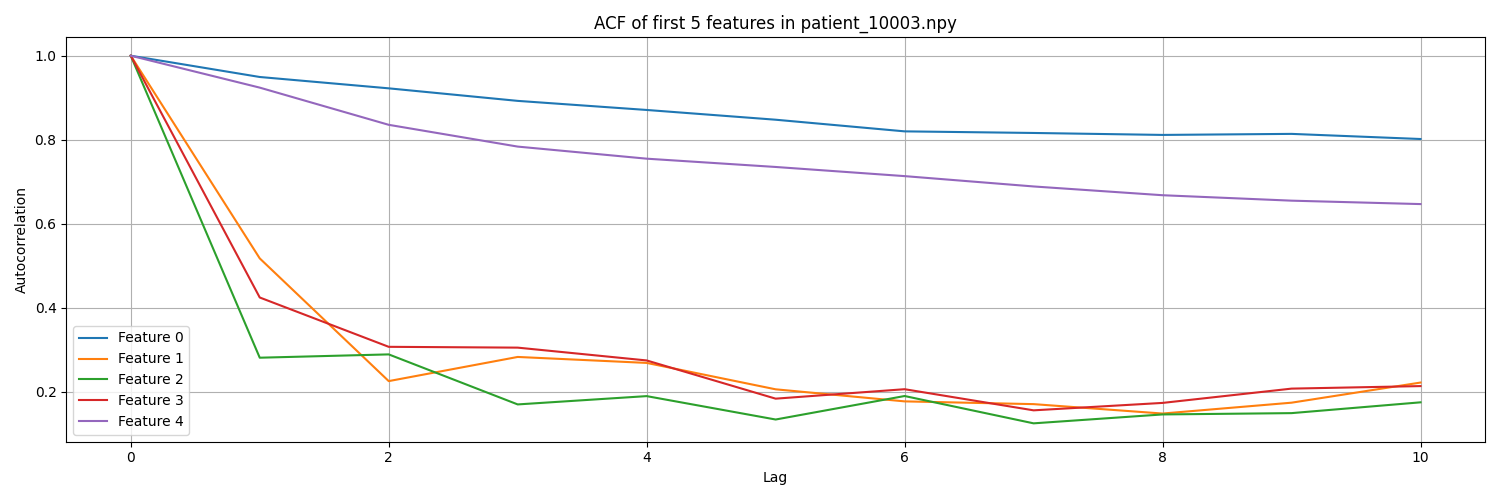 ACF of first 5 features in patient_10003.npy
Autocorrelation
1.0
0.8
0.6
0.4
0.2
Feature 0
Feature 1
Feature 2
Feature 3
Feature 4
0 2 4 6 8 10
Lag